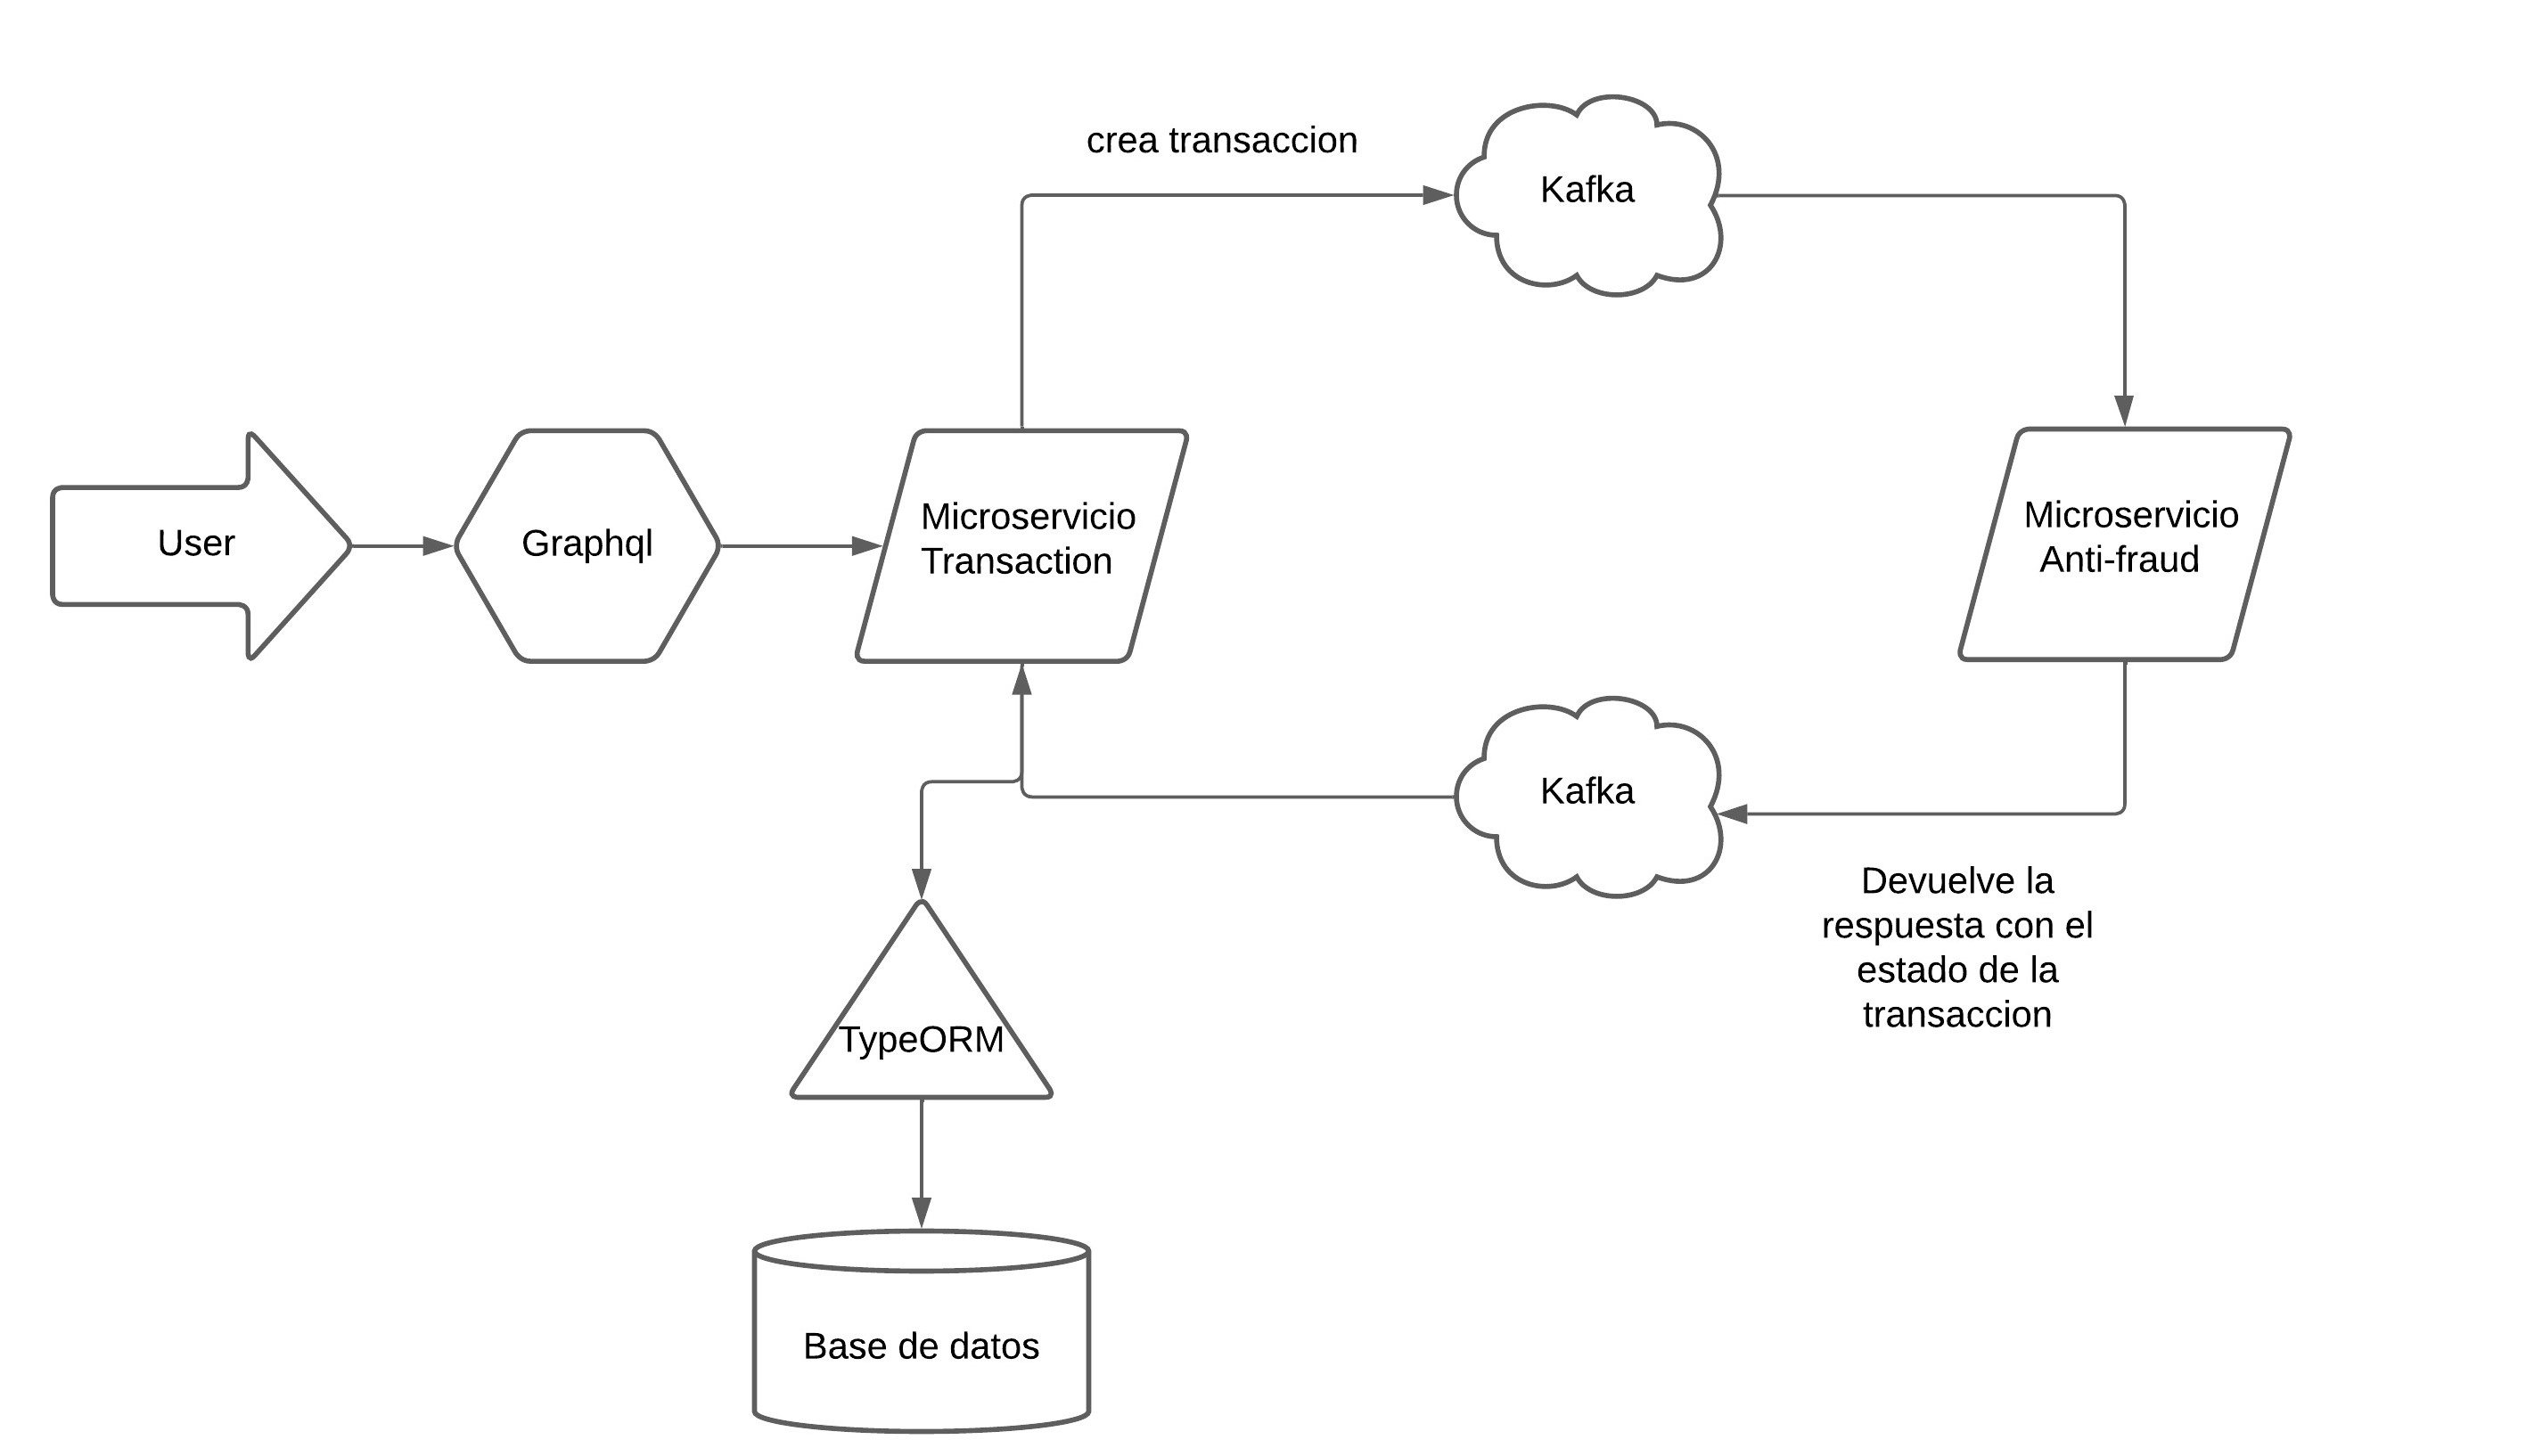 crea transaccion
Kafka
User
Graphql
Microservicio
Transaction
Microservicio
Anti-fraud
Kafka
Devuelve la
respuesta con el
estado de la
transaccion
TypeORM
Base de datos